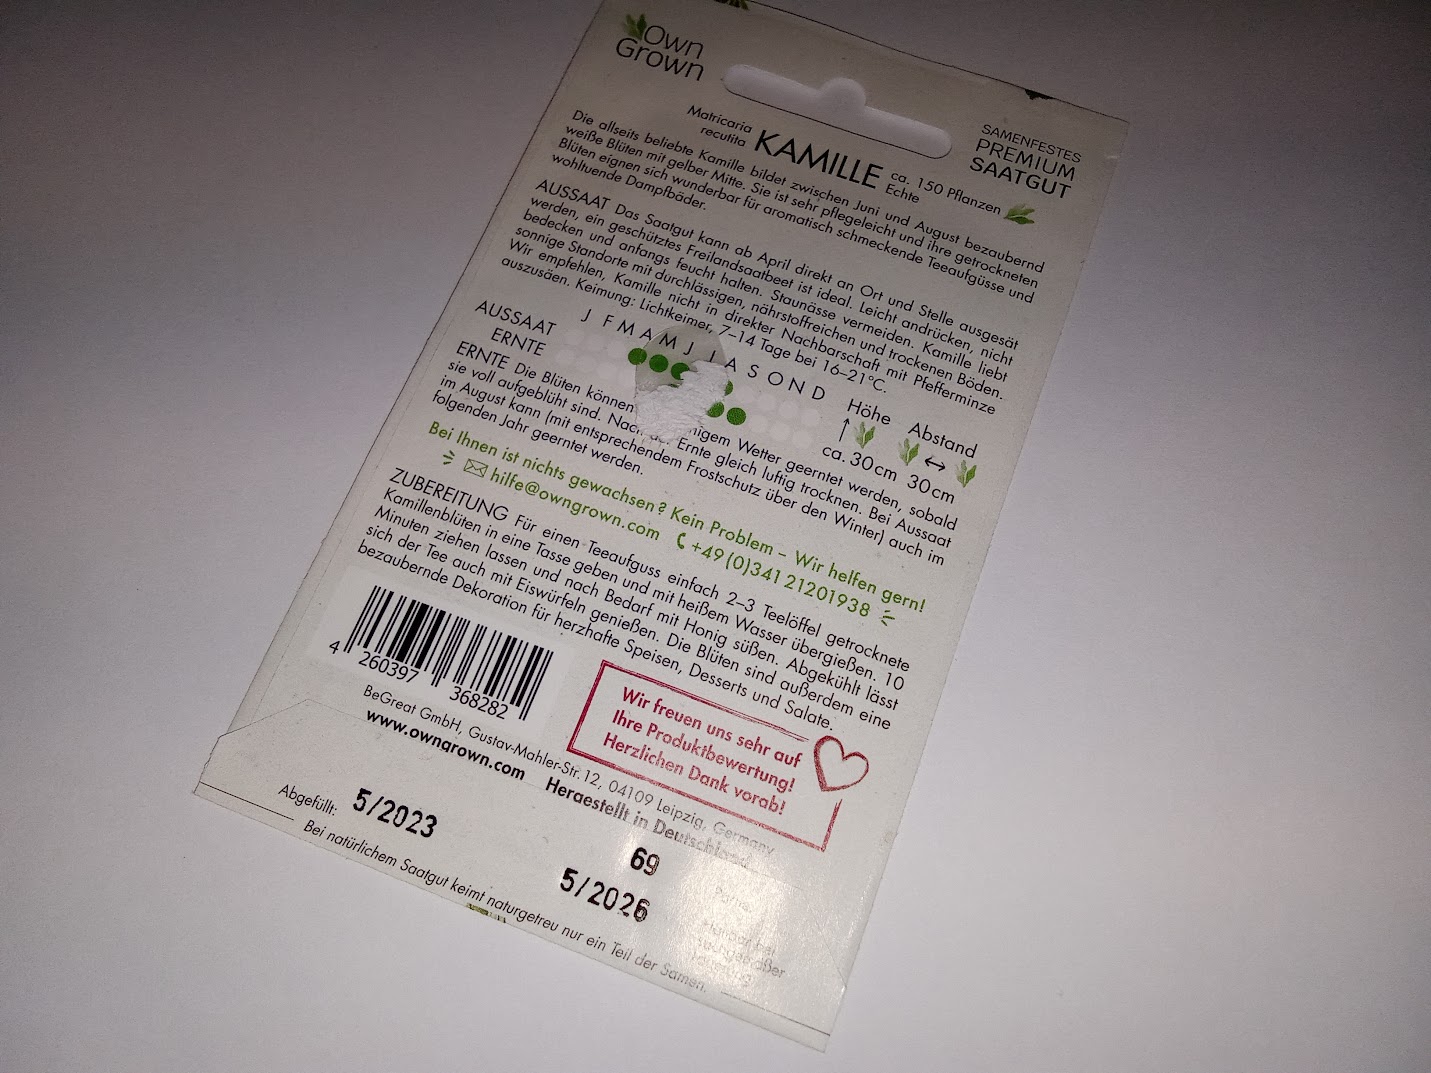 Own
Grown
SAMENFESTES
PREMIUM
SAATGUT
Matricaria
recutita
KAMILLE
ca. 150 Pflanzen
Echte
Die allseits beliebte Kamille bildet zwischen Juni und August bezaubernd
weiße Blüten mit gelber Mitte. Sie ist sehr pflegeleicht und ihre getrockneten
Blüten eignen sich wunderbar für aromatisch schmeckende Teeaufgüsse und
wohltuende Dampfbäder.
AUSSAAT Das Saatgut kann ab April direkt an Ort und Stelle ausgesät
werden, ein geschütztes Freilandsaatbeet ist ideal. Leicht andrücken, nicht
bedecken und anfangs feucht halten. Staunässe vermeiden. Kamille liebt
sonnige Standorte mit durchlässigen, nährstoffreichen und trockenen Böden.
Wir empfehlen, Kamille nicht in direkter Nachbarschaft mit Pfefferminze
auszusäen. Keimung: Lichtkeimer, 7–14 Tage bei 16–21°C.
J F M A M J J A S O N D
AUSSAAT
ERNTE
Höhe
ca. 30cm
Abstand
30cm
ERNTE Die Blüten können Wetter geerntet werden, sobald
sie voll aufgeblüht sind. Ernte gleich luftig trocknen. Bei Aussaat
im August kann (mit entsprechendem Frostschutz über den Winter) auch im
folgenden Jahr geerntet werden.
Bei Ihnen ist nichts gewachsen? Kein Problem – Wir helfen gern!
hilfe@owngrown.com +49(0)341 21201938
ZUBEREITUNG Für einen Teeaufguss einfach 2–3 Teelöffel getrocknete
Kamillenblüten in eine Tasse geben und mit heißem Wasser übergießen. 10
Minuten ziehen lassen und nach Bedarf mit Honig süßen. Abgekühlt lässt
sich der Tee auch mit Eiswürfeln genießen. Die Blüten sind außerdem eine
bezaubernde Dekoration für herzhafte Speisen, Desserts und Salate.
4 260397 368282
Wir freuen uns sehr auf
Ihre Produktbewertung!
Herzlichen Dank vorab!
BeGreat GmbH, Gustav-Mahler-Str. 12, 04109 Leipzig, Germany
www.owngrown.com Hergestellt in Deutschland
Abgefüllt: 5/2023
6g
5/2026
Bei natürlichem Saatgut keimt naturgetreu nur ein Teil der Samen.